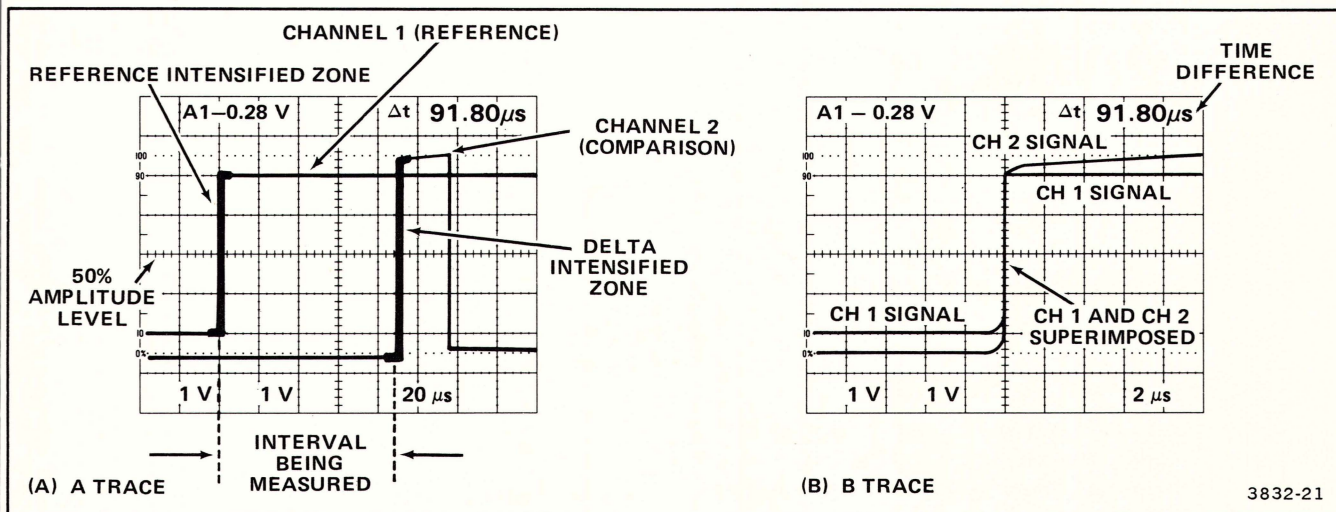 CHANNEL 1 (REFERENCE)
REFERENCE INTENSIFIED ZONE
A1–0.28 V Δt 91.80μs
CHANNEL 2
(COMPARISON)
100
90
50%
AMPLITUDE
LEVEL
DELTA
INTENSIFIED
ZONE
10
0%
1 V 1 V 20 μs
INTERVAL
BEING
MEASURED
(A) A TRACE
TIME
DIFFERENCE
A1 – 0.28 V Δt 91.80μs
CH 2 SIGNAL
100
90
CH 1 SIGNAL
CH 1 SIGNAL
CH 1 AND CH 2
SUPERIMPOSED
10
0%
1 V 1 V 2 μs
(B) B TRACE
3832-21